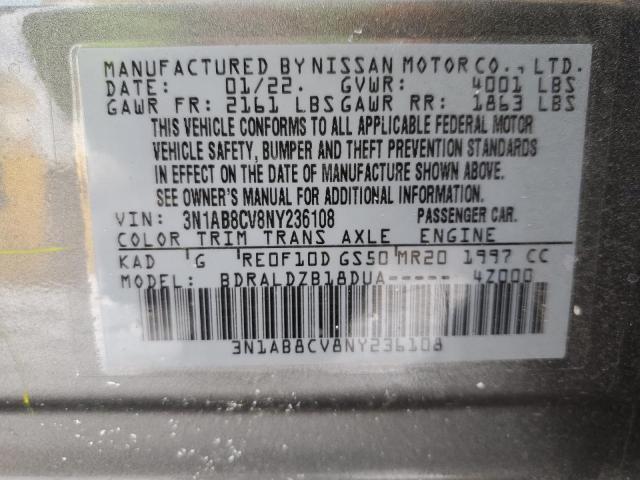 MANUFACTURED BY NISSAN MOTOR CO., LTD.
DATE: 01/22. GVWR: 4001 LBS
GAWR FR: 2161 LBS GAWR RR: 1863 LBS
THIS VEHICLE CONFORMS TO ALL APPLICABLE FEDERAL MOTOR
VEHICLE SAFETY, BUMPER AND THEFT PREVENTION STANDARDS
IN EFFECT ON THE DATE OF MANUFACTURE SHOWN ABOVE.
SEE OWNER'S MANUAL FOR ADDITIONAL INFORMATION.
VIN: 3N1AB8CV8NY236108 PASSENGER CAR.
COLOR TRIM TRANS AXLE ENGINE
KAD G RE0F10D GS50 MR20 1997 CC
MODEL: BDRALDZB18DUA----- 4Z000
3N1AB8CV8NY236108